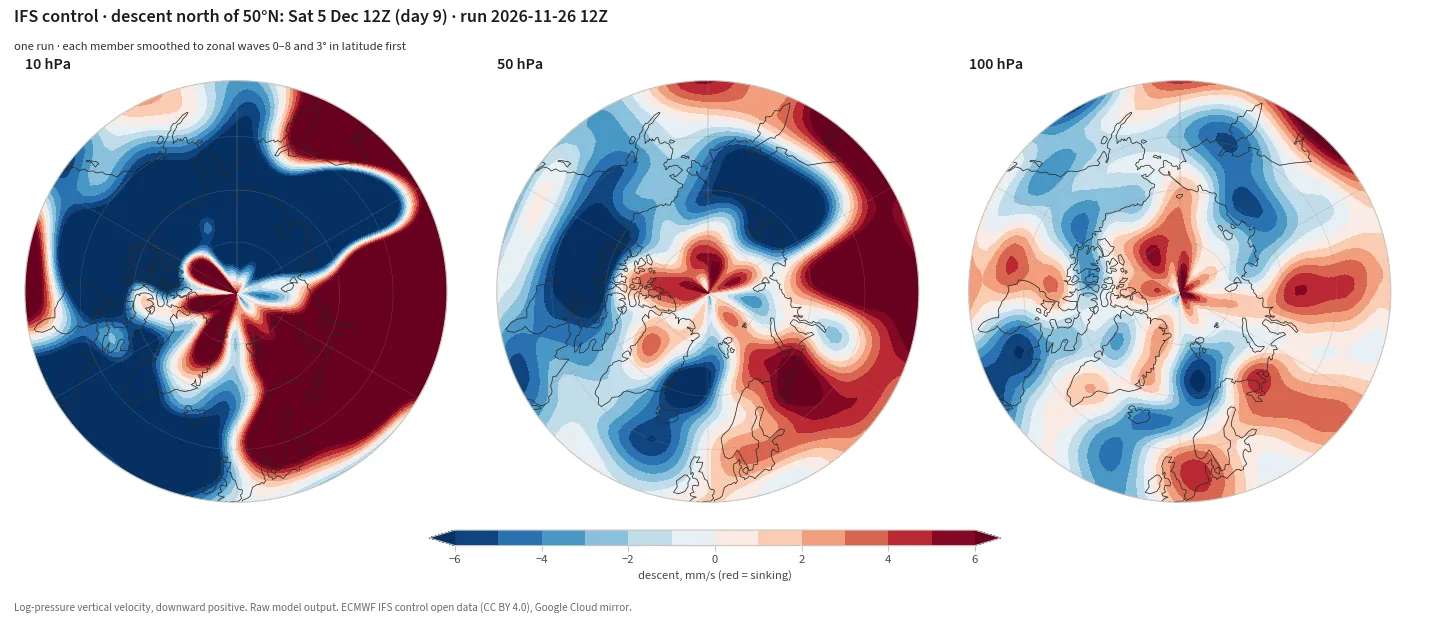 IFS control · descent north of 50°N: Sat 5 Dec 12Z (day 9) · run 2026-11-26 12Z
one run · each member smoothed to zonal waves 0–8 and 3° in latitude first
10 hPa
50 hPa
100 hPa
−6
−4
−2
0
2
4
6
descent, mm/s (red = sinking)
Log-pressure vertical velocity, downward positive. Raw model output. ECMWF IFS control open data (CC BY 4.0), Google Cloud mirror.